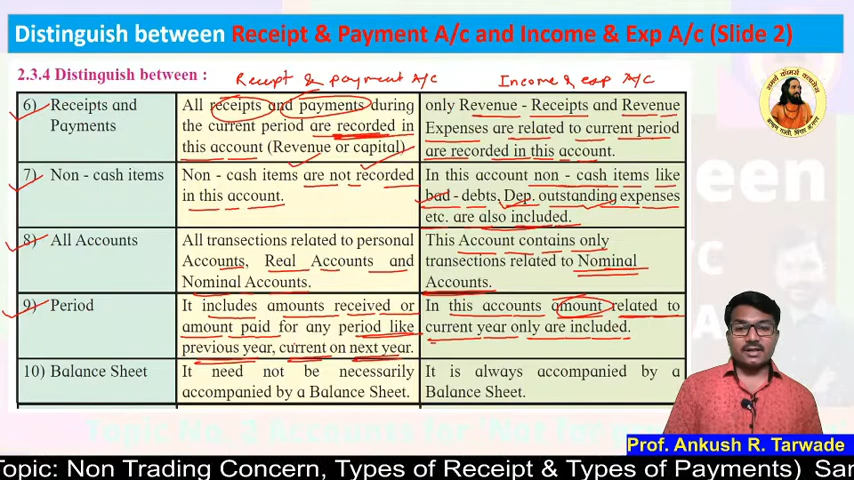 Distinguish between Receipt & Payment A/c and Income & Exp A/c (Slide 2)
2.3.4 Distinguish between :
Receipt & payment A/c
Income & exp A/c
6) Receipts and
Payments
All receipts and payments during
the current period are recorded in
this account (Revenue or capital)
only Revenue - Receipts and Revenue
Expenses are related to current period
are recorded in this account.
7) Non - cash items
Non - cash items are not recorded
in this account.
In this account non - cash items like
bad - debts, Dep. outstanding expenses
etc. are also included.
8) All Accounts
All transections related to personal
Accounts, Real Accounts and
Nominal Accounts.
This Account contains only
transections related to Nominal
Accounts.
9) Period
It includes amounts received or
amount paid for any period like
previous year, current on next year.
In this accounts amount related to
current year only are included.
10) Balance Sheet
It need not be necessarily
accompanied by a Balance Sheet.
It is always accompanied by a
Balance Sheet.
Prof. Ankush R. Tarwade
Topic: Non Trading Concern, Types of Receipt & Types of Payments) San